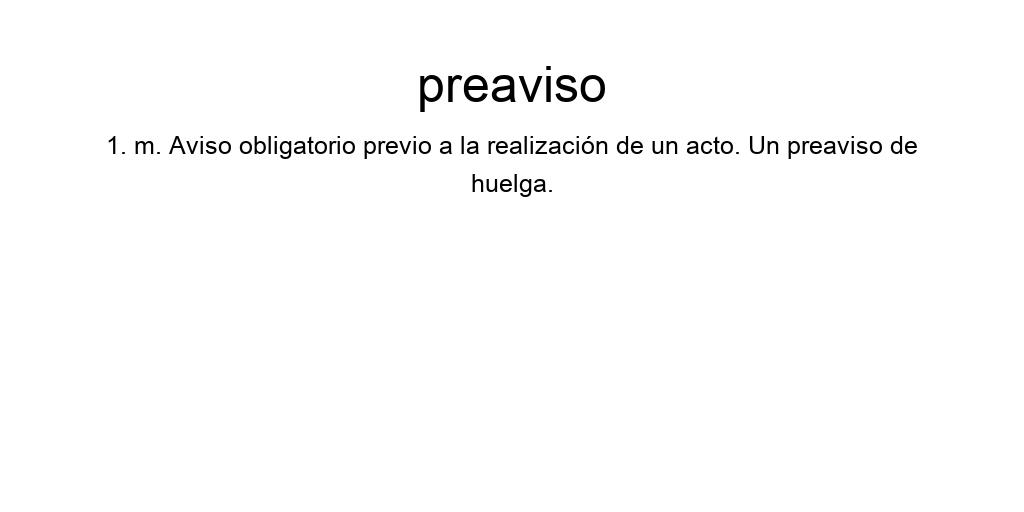 preaviso
1. m. Aviso obligatorio previo a la realización de un acto. Un preaviso de
huelga.